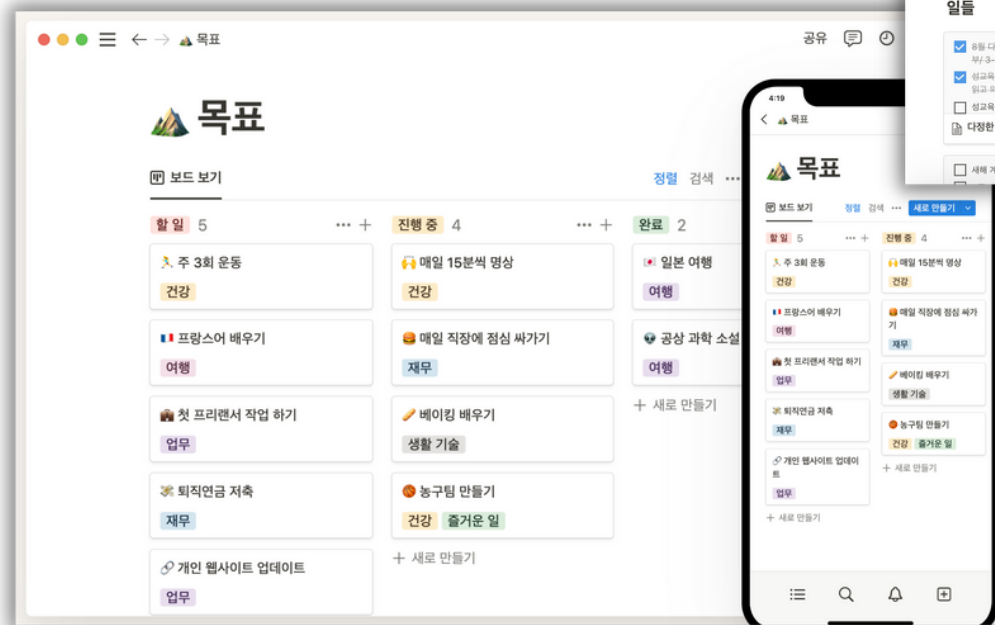 목표
공유
목표
보드 보기
정렬 검색
할 일 5
주 3회 운동
건강
프랑스어 배우기
여행
첫 프리랜서 작업 하기
업무
퇴직연금 저축
재무
개인 웹사이트 업데이트
업무
진행 중 4
매일 15분씩 명상
건강
매일 직장에 점심 싸가기
재무
베이킹 배우기
생활 기술
농구팀 만들기
건강 즐거운 일
+ 새로 만들기
완료 2
일본 여행
여행
공상 과학 소설
여행
+ 새로 만들기
4:19
목표
목표
보드 보기
정렬 검색 새로 만들기
할 일 5
주 3회 운동
건강
프랑스어 배우기
여행
첫 프리랜서 작업 하기
업무
퇴직연금 저축
재무
개인 웹사이트 업데이
트
업무
+ 새로 만들기
진행 중 4
매일 15분씩 명상
건강
매일 직장에 점심 싸가
기
재무
베이킹 배우기
생활 기술
농구팀 만들기
건강 즐거운 일
+ 새로 만들기
일들
8월
성교육
읽고
성교육
다정한
새해